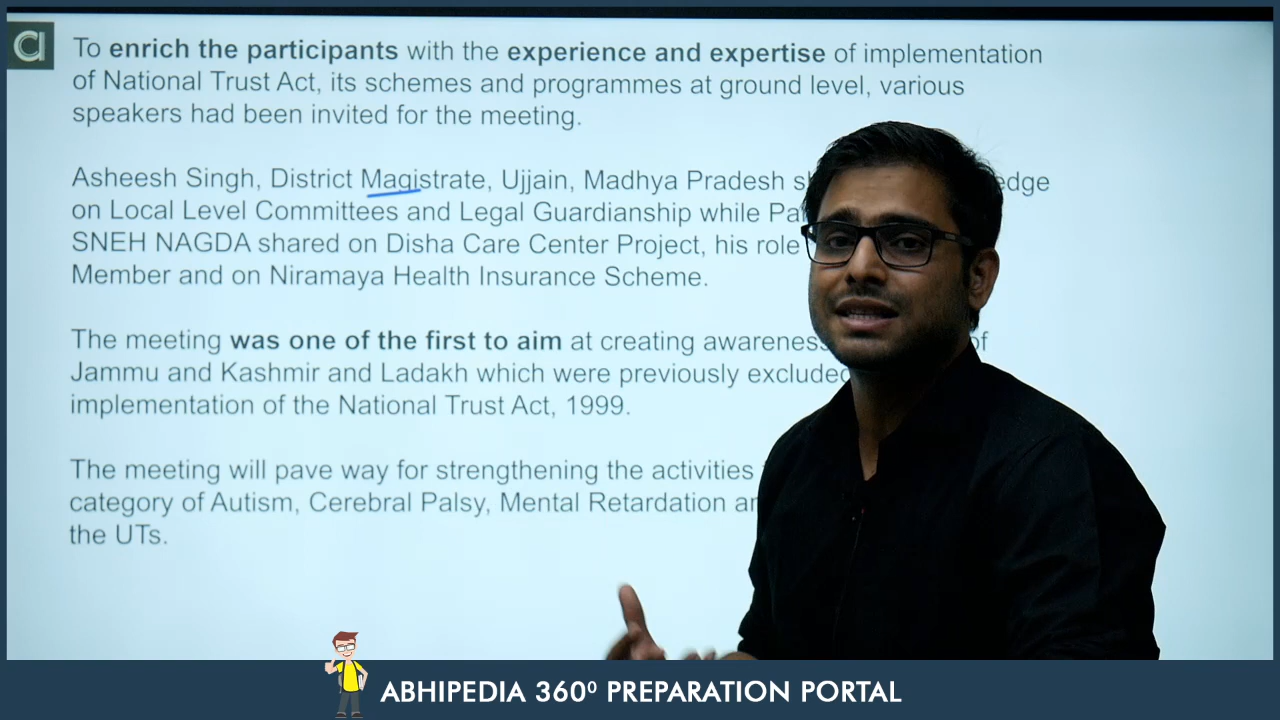 To enrich the participants with the experience and expertise of implementation
of National Trust Act, its schemes and programmes at ground level, various
speakers had been invited for the meeting.
Asheesh Singh, District Magistrate, Ujjain, Madhya Pradesh
on Local Level Committees and Legal Guardianship while
SNEH NAGDA shared on Disha Care Center Project, his role
Member and on Niramaya Health Insurance Scheme.
The meeting was one of the first to aim at creating awareness of
Jammu and Kashmir and Ladakh which were previously
implementation of the National Trust Act, 1999.
The meeting will pave way for strengthening the activities
category of Autism, Cerebral Palsy, Mental Retardation
the UTs.
ABHIPEDIA 360⁰ PREPARATION PORTAL